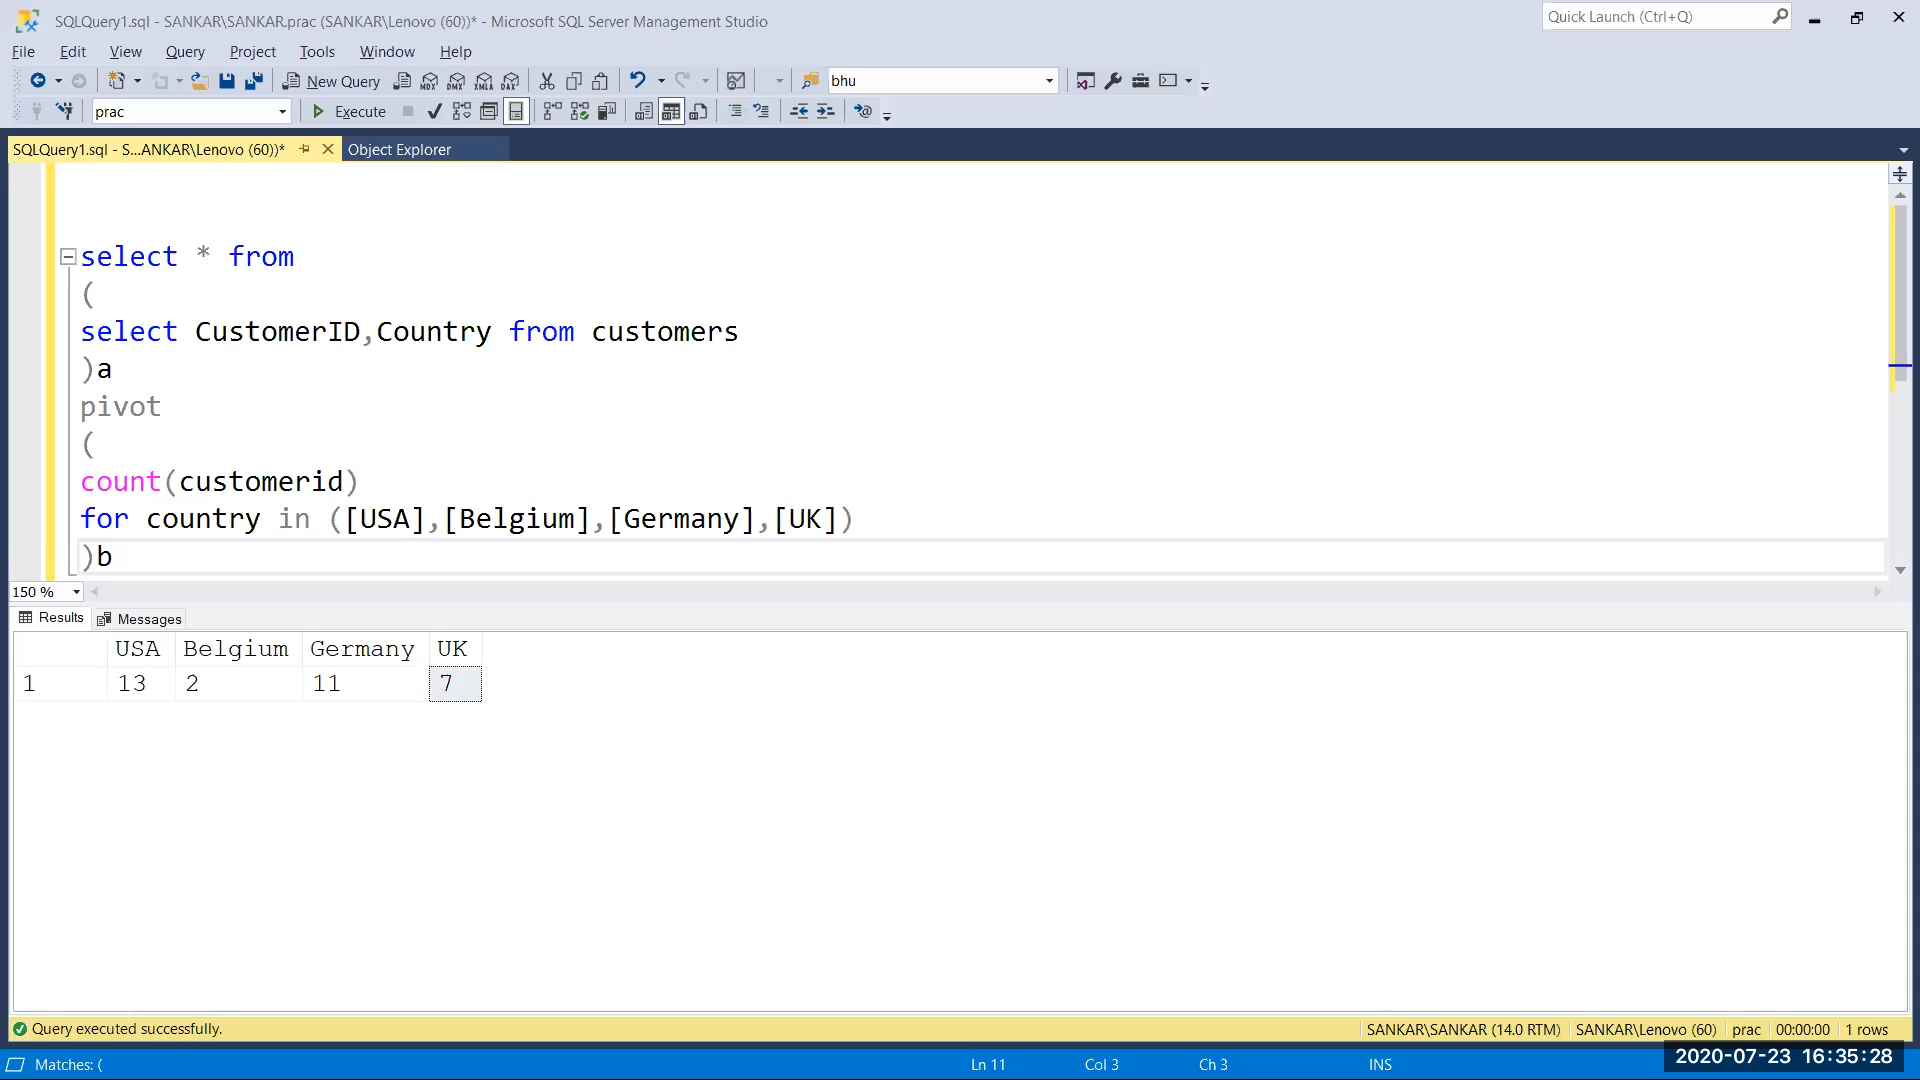 SQLQuery1.sql - SANKAR\SANKAR.prac (SANKAR\Lenovo (60))* - Microsoft SQL Server Management Studio
Quick Launch (Ctrl+Q)
File Edit View Query Project Tools Window Help
New Query MDX DMX XMLA DAX bhu
prac Execute
SQLQuery1.sql - S...ANKAR\Lenovo (60))* Object Explorer
select * from
(
select CustomerID,Country from customers
)a
pivot
(
count(customerid)
for country in ([USA],[Belgium],[Germany],[UK])
)b
150 %
Results Messages
USA Belgium Germany UK
1 13 2 11 7
Query executed successfully. SANKAR\SANKAR (14.0 RTM) SANKAR\Lenovo (60) prac 00:00:00 1 rows
Matches: ( Ln 11 Col 3 Ch 3 INS
2020-07-23 16:35:28